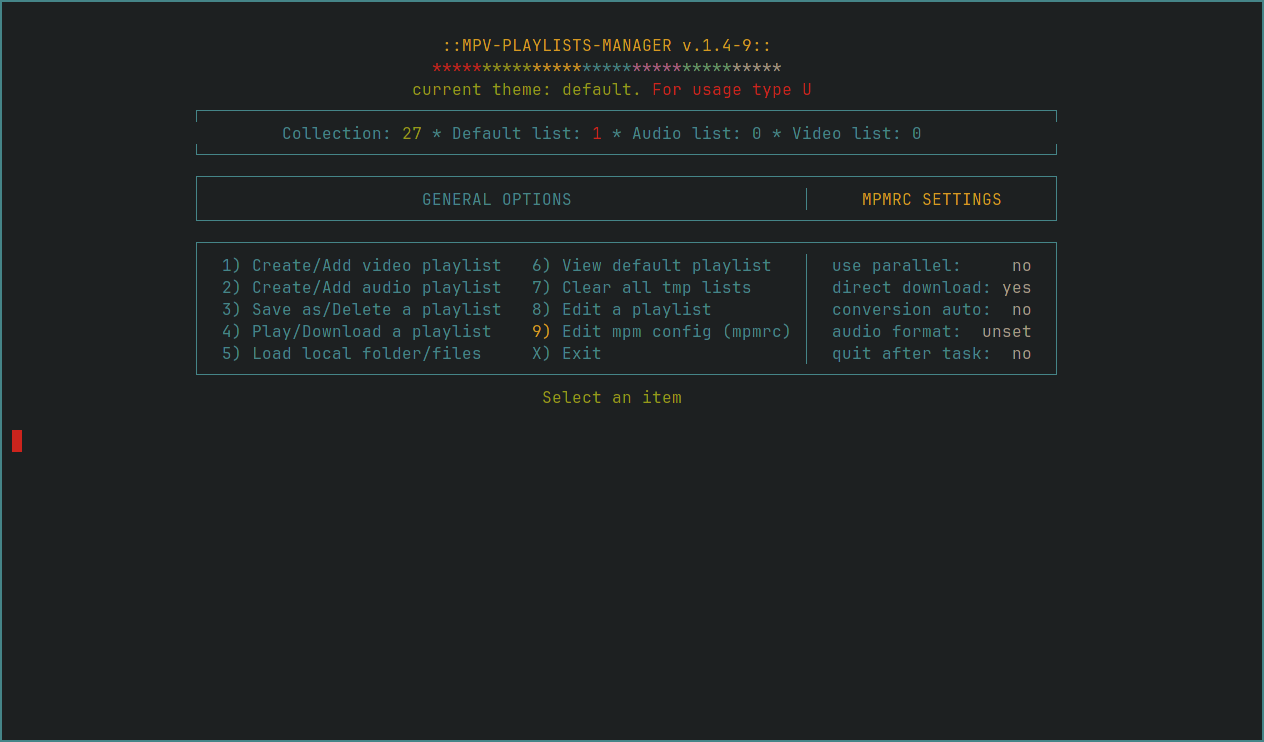 ::MPV-PLAYLISTS-MANAGER v.1.4-9::
***********************************
current theme: default. For usage type U
Collection: 27 * Default list: 1 * Audio list: 0 * Video list: 0
GENERAL OPTIONS MPMRC SETTINGS
1) Create/Add video playlist 6) View default playlist use parallel: no
2) Create/Add audio playlist 7) Clear all tmp lists direct download: yes
3) Save as/Delete a playlist 8) Edit a playlist conversion auto: no
4) Play/Download a playlist 9) Edit mpm config (mpmrc) audio format: unset
5) Load local folder/files X) Exit quit after task: no
Select an item